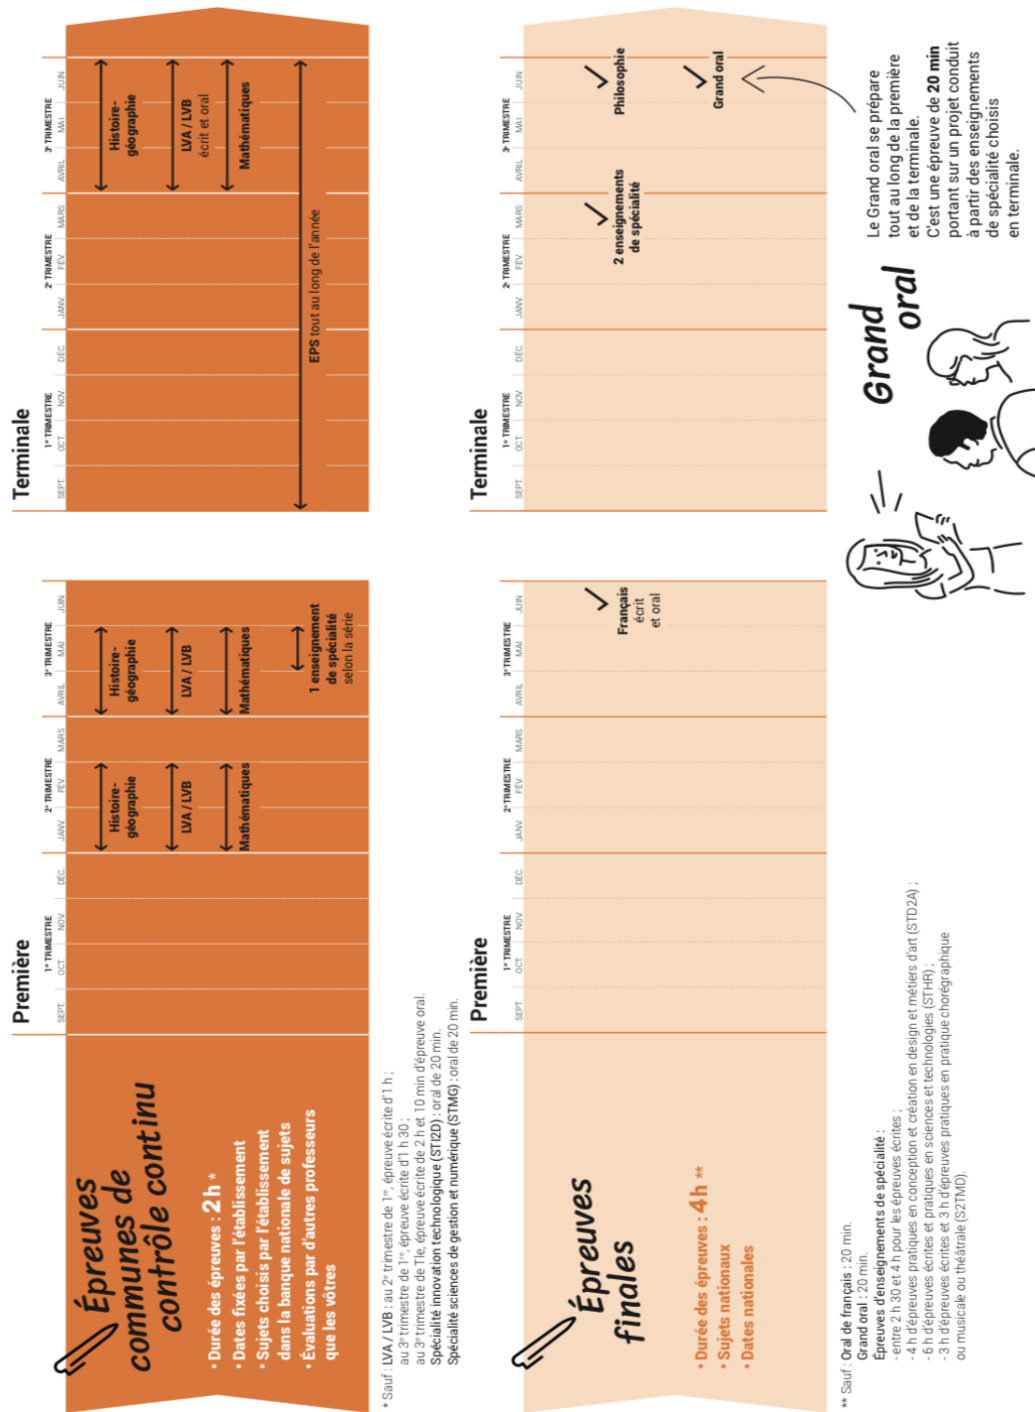 Épreuves
communes de
contrôle continu
• Durée des épreuves : 2 h *
• Dates fixées par l'établissement
• Sujets choisis par l'établissement
dans la banque nationale de sujets
• Évaluations par d'autres professeurs
que les vôtres
Première
1er TRIMESTRE
2e TRIMESTRE
3e TRIMESTRE
SEPT. OCT. NOV. DÉC. JANV. FÉV. MARS AVRIL MAI JUIN
Histoire-
géographie
LVA / LVB
Mathématiques
Histoire-
géographie
LVA / LVB
Mathématiques
1 enseignement
de spécialité
selon la série
Terminale
1er TRIMESTRE
2e TRIMESTRE
3e TRIMESTRE
SEPT. OCT. NOV. DÉC. JANV. FÉV. MARS AVRIL MAI JUIN
Histoire-
géographie
LVA / LVB
écrit et oral
Mathématiques
EPS tout au long de l'année
* Sauf : LVA / LVB : au 2e trimestre de 1re, épreuve écrite d'1 h ;
au 3e trimestre de 1re, épreuve écrite d'1 h 30 ;
au 3e trimestre de Tle, épreuve écrite de 2 h et 10 min d'épreuve oral.
Spécialité innovation technologique (STI2D) : oral de 20 min.
Spécialité sciences de gestion et numérique (STMG) : oral de 20 min.
Épreuves
finales
• Durée des épreuves : 4 h **
• Sujets nationaux
• Dates nationales
Première
1er TRIMESTRE
2e TRIMESTRE
3e TRIMESTRE
SEPT. OCT. NOV. DÉC. JANV. FÉV. MARS AVRIL MAI JUIN
Français
écrit
et oral
Terminale
1er TRIMESTRE
2e TRIMESTRE
3e TRIMESTRE
SEPT. OCT. NOV. DÉC. JANV. FÉV. MARS AVRIL MAI JUIN
2 enseignements
de spécialité
Philosophie
Grand oral
** Sauf : Oral de français : 20 min.
Grand oral : 20 min.
Épreuves d'enseignements de spécialité :
- entre 2 h 30 et 4 h pour les épreuves écrites ;
- 4 h d'épreuves pratiques en conception et création en design et métiers d'art (STD2A) ;
- 6 h d'épreuves écrites et pratiques en sciences et technologies (STHR) ;
- 3 h d'épreuves écrites et 3 h d'épreuves pratiques en pratique chorégraphique
ou musicale ou théâtrale (S2TMD).
Grand
oral
Le Grand oral se prépare
tout au long de la première
et de la terminale.
C'est une épreuve de 20 min
portant sur un projet conduit
à partir des enseignements
de spécialité choisis
en terminale.